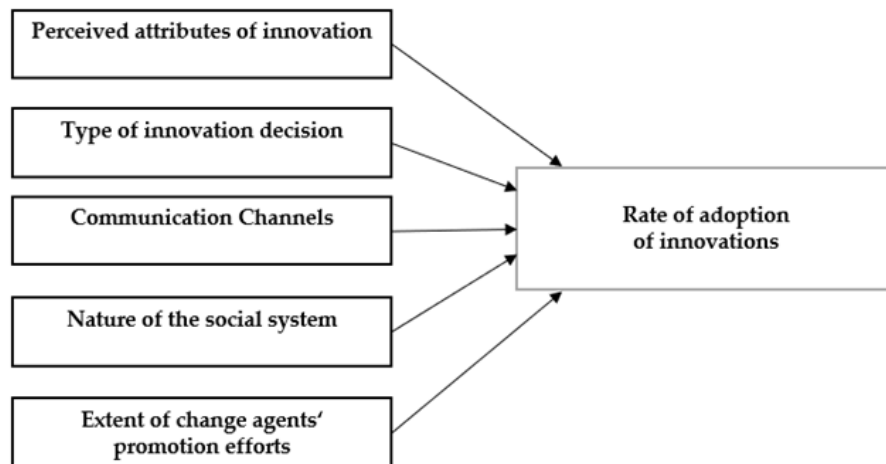 Perceived attributes of innovation
Type of innovation decision
Communication Channels
Nature of the social system
Extent of change agents‘
promotion efforts
Rate of adoption
of innovations